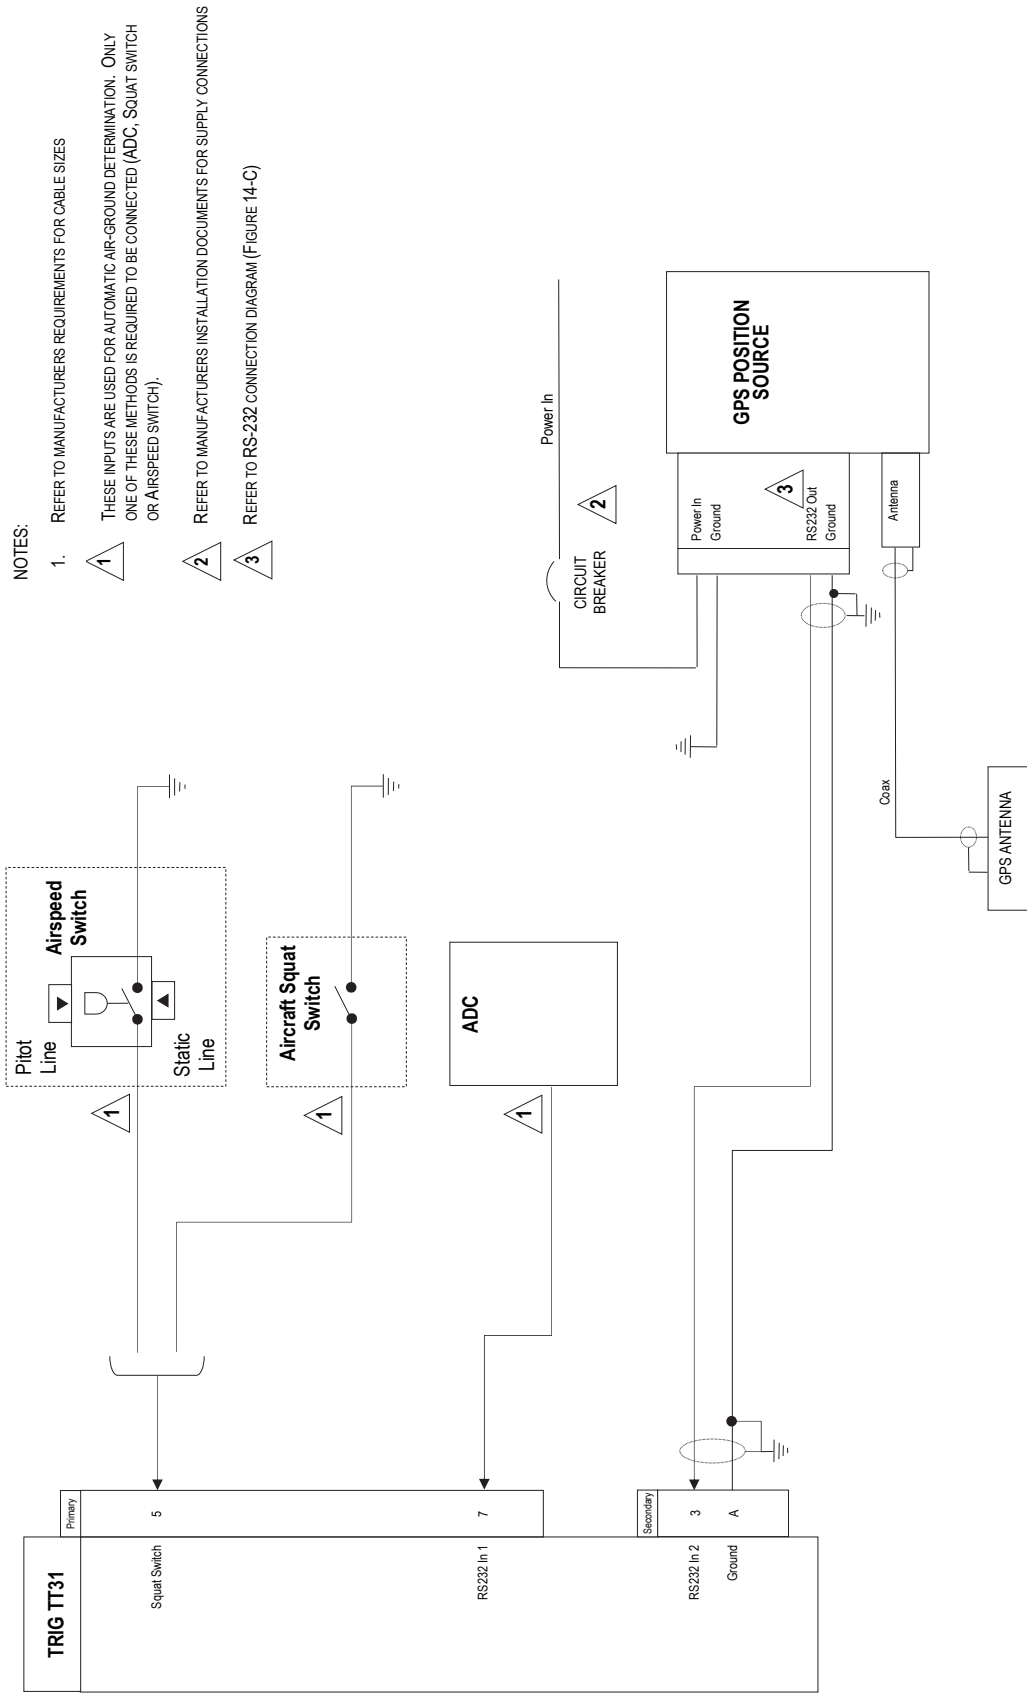 NOTES:
1. REFER TO MANUFACTURERS REQUIREMENTS FOR CABLE SIZES
1 THESE INPUTS ARE USED FOR AUTOMATIC AIR-GROUND DETERMINATION. ONLY
ONE OF THESE METHODS IS REQUIRED TO BE CONNECTED (ADC, SQUAT SWITCH
OR AIRSPEED SWITCH).
2 REFER TO MANUFACTURERS INSTALLATION DOCUMENTS FOR SUPPLY CONNECTIONS
3 REFER TO RS-232 CONNECTION DIAGRAM (FIGURE 14-C)
TRIG TT31
Primary
Squat Switch
5
RS232 In 1
7
Secondary
RS232 In 2
3
Ground
A
Pitot
Line
Airspeed
Switch
Static
Line
1
Aircraft Squat
Switch
1
ADC
1
Power In
CIRCUIT
BREAKER
2
Power In
Ground
3
RS232 Out
Ground
GPS POSITION
SOURCE
Antenna
Coax
GPS ANTENNA